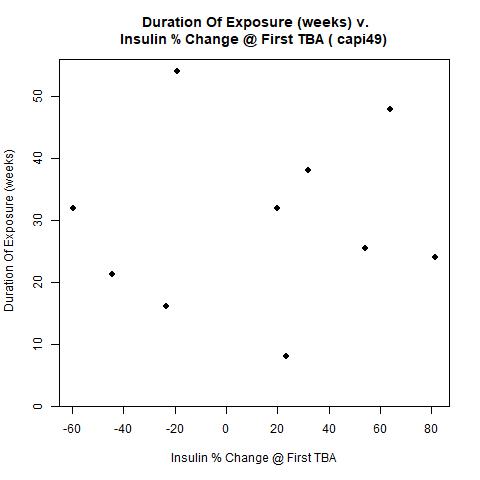 Duration Of Exposure (weeks) v.
Insulin % Change @ First TBA ( capi49)
Duration Of Exposure (weeks)
50
40
30
20
10
0
-60 -40 -20 0 20 40 60 80
Insulin % Change @ First TBA